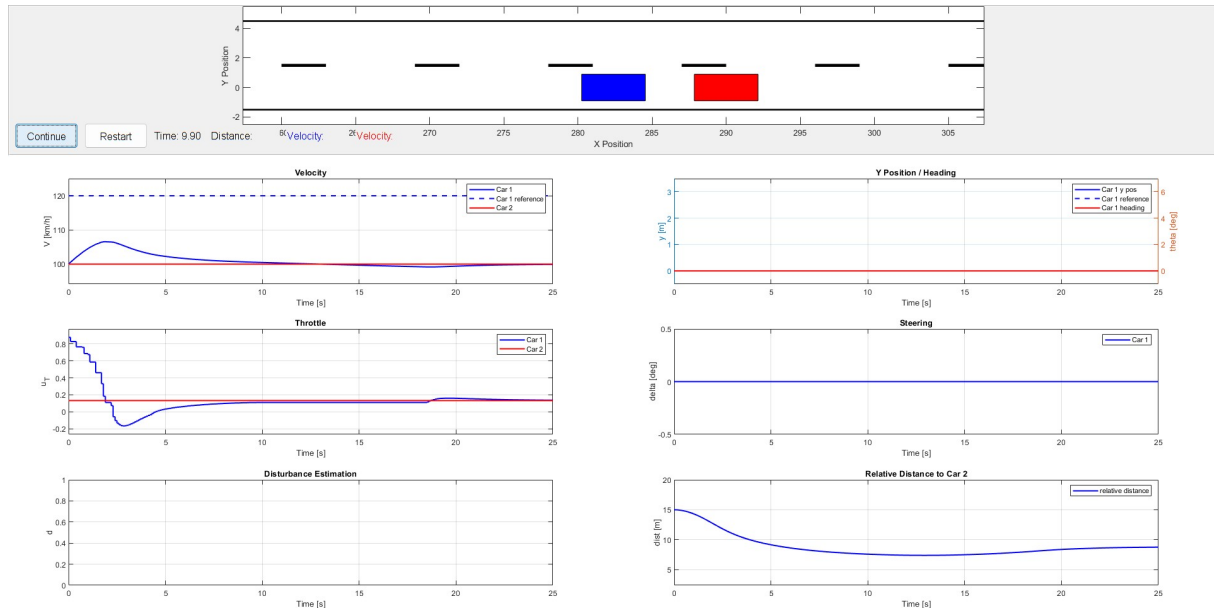 4
2
0
-2
Y Position
270 275 280 285 290 295 300 305
X Position
Continue Restart Time: 9.90 Distance: Velocity: Velocity:
Velocity
120
110
100
V [km/h]
Car 1
Car 1 reference
Car 2
0 5 10 15 20 25
Time [s]
Y Position / Heading
3
2
1
0
y [m]
Car 1 y pos
Car 1 reference
Car 1 heading
6
4
2
0
theta [deg]
0 5 10 15 20 25
Time [s]
Throttle
0.8
0.6
0.4
0.2
0
-0.2
u_T
Car 1
Car 2
0 5 10 15 20 25
Time [s]
Steering
0.5
0
-0.5
delta [deg]
Car 1
0 5 10 15 20 25
Time [s]
Disturbance Estimation
1
0.8
0.6
0.4
0.2
0
d
0 5 10 15 20 25
Time [s]
Relative Distance to Car 2
20
15
10
5
dist [m]
relative distance
0 5 10 15 20 25
Time [s]